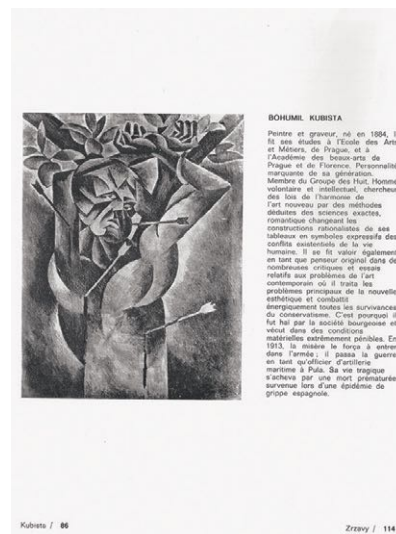 BOHUMIL KUBISTA
Peintre et graveur, né en 1884, il
fit ses études à l'Ecole des Arts
et Métiers, de Prague, et à
l'Académie des beaux-arts de
Prague et de Florence. Personnalité
marquante de sa génération.
Membre du Groupe des Huit. Homme
volontaire et intellectuel, chercheur
des lois de l'harmonie de
l'art nouveau par des méthodes
déduites des sciences exactes,
romantique changeant les
constructions rationalistes de ses
tableaux en symboles expressifs des
conflits existentiels de la vie
humaine. Il se fit valoir également
en tant que penseur original dans de
nombreuses critiques et essais
relatifs aux problèmes de l'art
contemporain où il traita les
problèmes principaux de la nouvelle
esthétique et combattit
énergiquement toutes les survivances
du conservatisme. C'est pourquoi il
fut haï par la société bourgeoise et
vécut dans des conditions
matérielles extrêmement pénibles. En
1913, la misère le força à entrer
dans l'armée ; il passa la guerre
en tant qu'officier d'artillerie
maritime à Pula. Sa vie tragique
s'acheva par une mort prématurée
survenue lors d'une épidémie de
grippe espagnole.
Kubista / 86
Zrzavy / 114